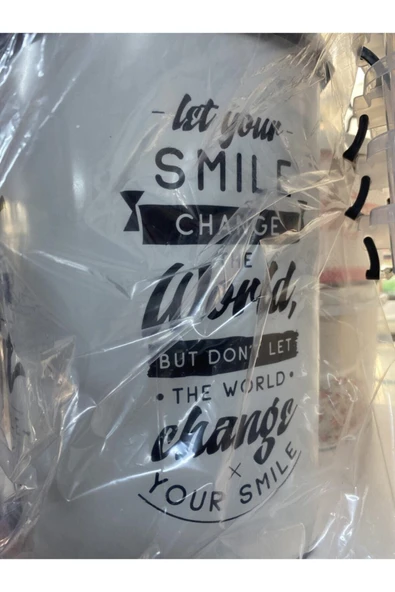 - let your -
SMILE
CHANGE
THE
World,
BUT DON'T LET
• THE WORLD •
change
×
YOUR SMILE